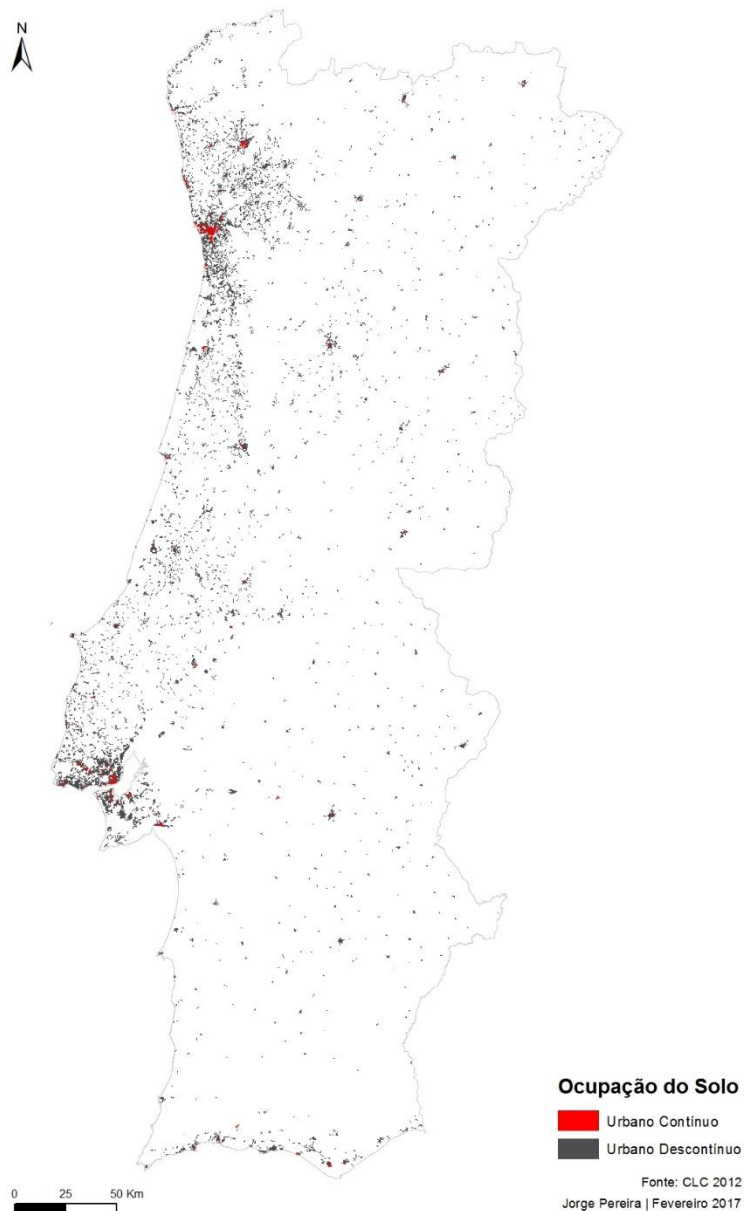 N
Ocupação do Solo
Urbano Contínuo
Urbano Descontínuo
Fonte: CLC 2012
Jorge Pereira | Fevereiro 2017
0 25 50 Km